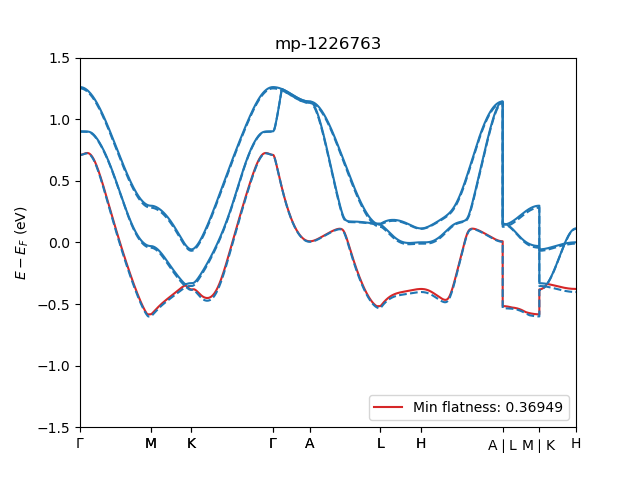 mp-1226763
E − E_F (eV)
1.5
1.0
0.5
0.0
−0.5
−1.0
−1.5
Min flatness: 0.36949
Γ M K Γ A L H A | L M | K H